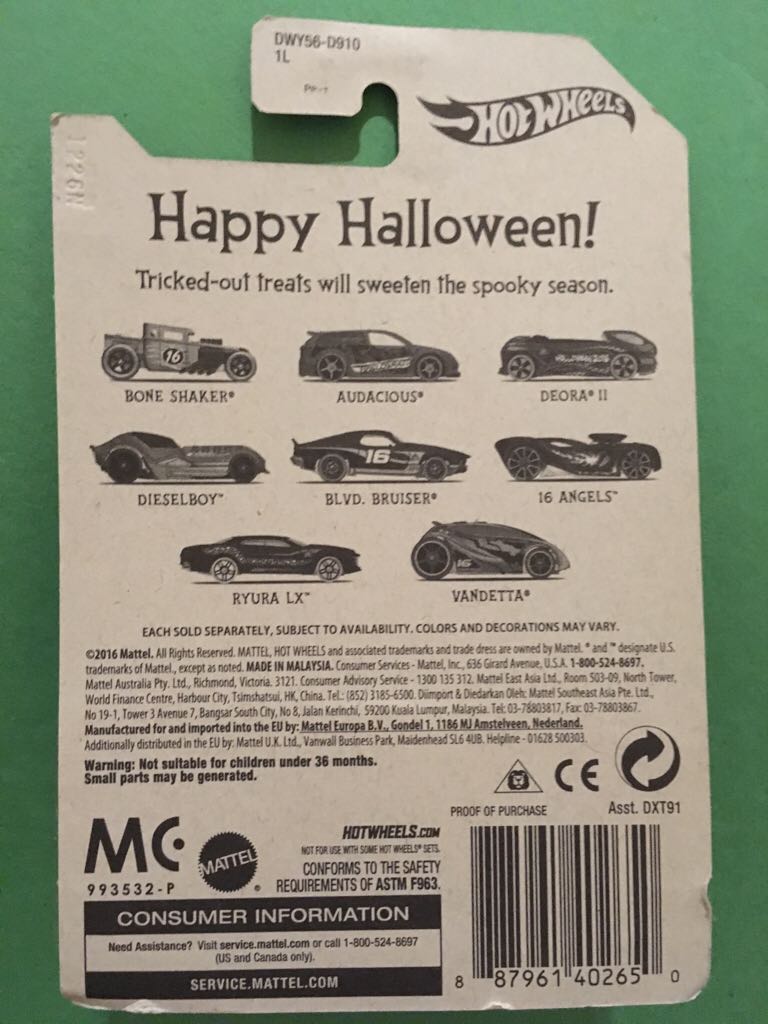 DWY56-D910
1L
HOT WHEELS
1226N
Happy Halloween!
Tricked-out treats will sweeten the spooky season.
16
BONE SHAKER®
AUDACIOUS®
DEORA® II
DIESELBOY™
16
BLVD. BRUISER®
16 ANGELS™
RYURA LX™
16
VANDETTA®
EACH SOLD SEPARATELY, SUBJECT TO AVAILABILITY. COLORS AND DECORATIONS MAY VARY.
©2016 Mattel. All Rights Reserved. MATTEL, HOT WHEELS and associated trademarks and trade dress are owned by Mattel. ® and ™ designate U.S.
trademarks of Mattel, except as noted. MADE IN MALAYSIA. Consumer Services - Mattel, Inc., 636 Girard Avenue, U.S.A. 1-800-524-8697.
Mattel Australia Pty. Ltd., Richmond, Victoria. 3121. Consumer Advisory Service - 1300 135 312. Mattel East Asia Ltd., Room 503-09, North Tower,
World Finance Centre, Harbour City, Tsimshatsui, HK, China. Tel.: (852) 3185-6500. Diimport & Diedarkan Oleh: Mattel Southeast Asia Pte. Ltd.,
No 19-1, Tower 3 Avenue 7, Bangsar South City, No 8, Jalan Kerinchi, 59200 Kuala Lumpur, Malaysia. Tel: 03-78803817, Fax: 03-78803867.
Manufactured for and imported into the EU by: Mattel Europa B.V., Gondel 1, 1186 MJ Amstelveen, Nederland.
Additionally distributed in the EU by: Mattel U.K. Ltd., Vanwall Business Park, Maidenhead SL6 4UB. Helpline - 01628 500303.
Warning: Not suitable for children under 36 months.
Small parts may be generated.
CE
PROOF OF PURCHASE
Asst. DXT91
MC
993532-P
MATTEL®
HOTWHEELS.COM
NOT FOR USE WITH SOME HOT WHEELS® SETS.
CONFORMS TO THE SAFETY
REQUIREMENTS OF ASTM F963.
CONSUMER INFORMATION
Need Assistance? Visit service.mattel.com or call 1-800-524-8697
(US and Canada only).
SERVICE.MATTEL.COM
8 87961 40265 0